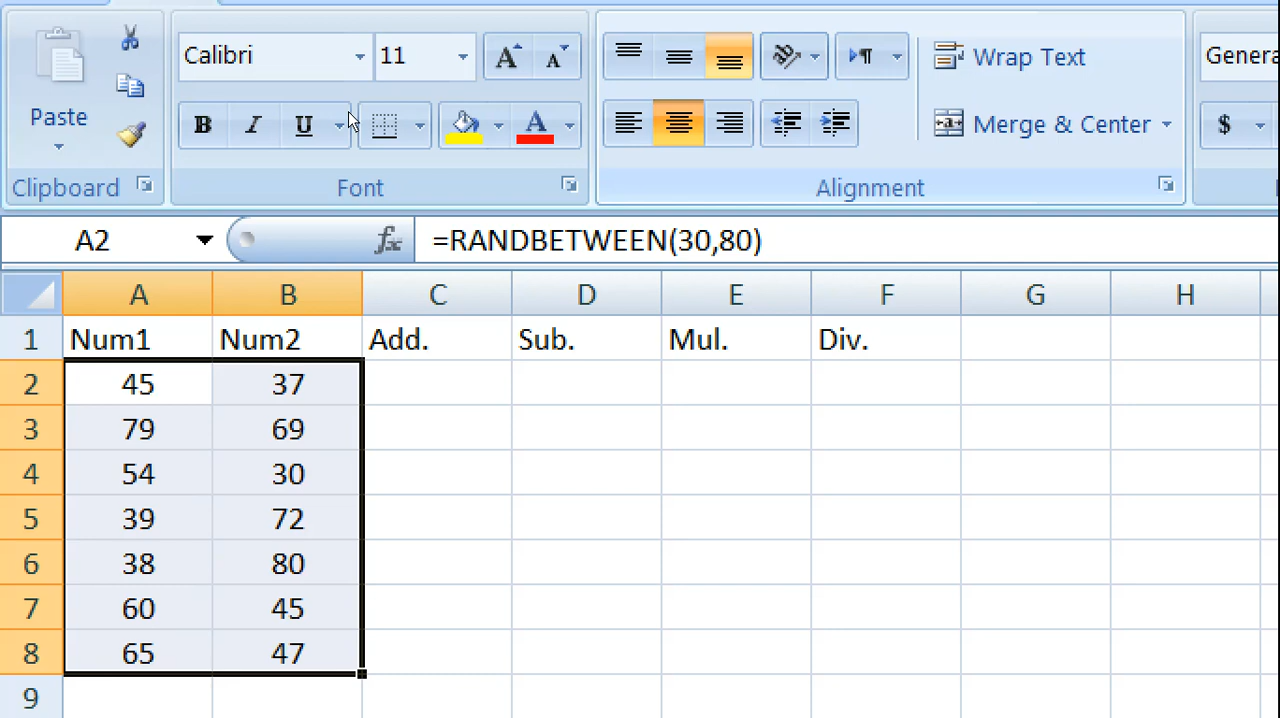 Calibri 11 A A Wrap Text Genera
Paste B I U A Merge & Center $
Clipboard Font Alignment
A2 fx =RANDBETWEEN(30,80)
A B C D E F G H
1 Num1 Num2 Add. Sub. Mul. Div.
2 45 37
3 79 69
4 54 30
5 39 72
6 38 80
7 60 45
8 65 47
9